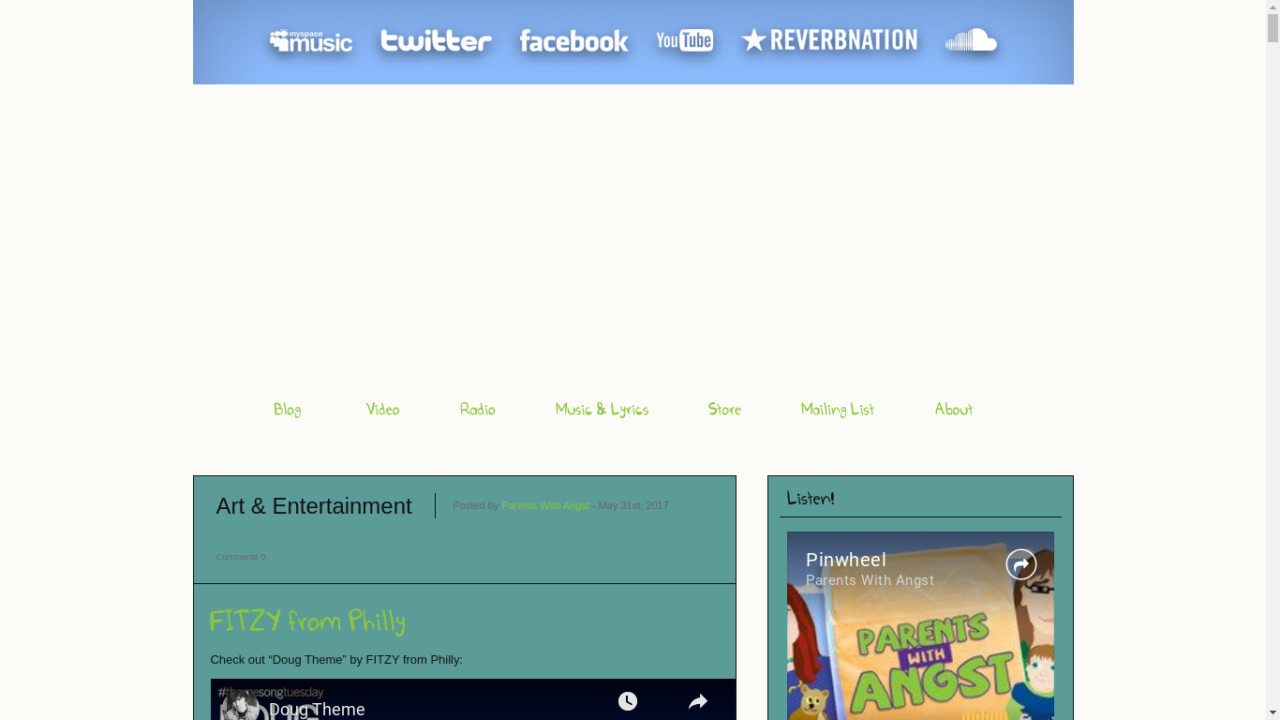 myspace
music
twitter
facebook
YouTube
REVERBNATION
Blog
Video
Radio
Music & Lyrics
Store
Mailing List
About
Art & Entertainment
Posted by Parents With Angst - May 31st, 2017
Comments 0
FITZY from Philly
Check out “Doug Theme” by FITZY from Philly:
#themesongtuesday
Doug Theme
Listen!
Pinwheel
Parents With Angst
PARENTS
WITH
ANGST